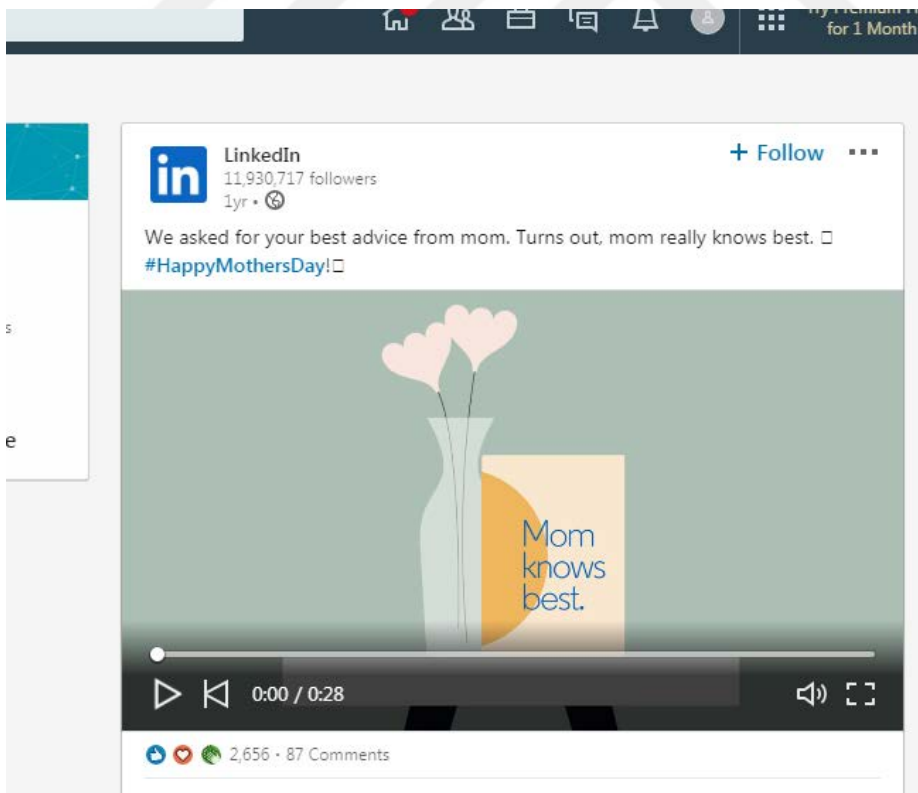 for 1 Month
in
LinkedIn
+ Follow
11,930,717 followers
1yr •
We asked for your best advice from mom. Turns out, mom really knows best. □
#HappyMothersDay!□
s
e
Mom
knows
best.
0:00 / 0:28
2,656 · 87 Comments